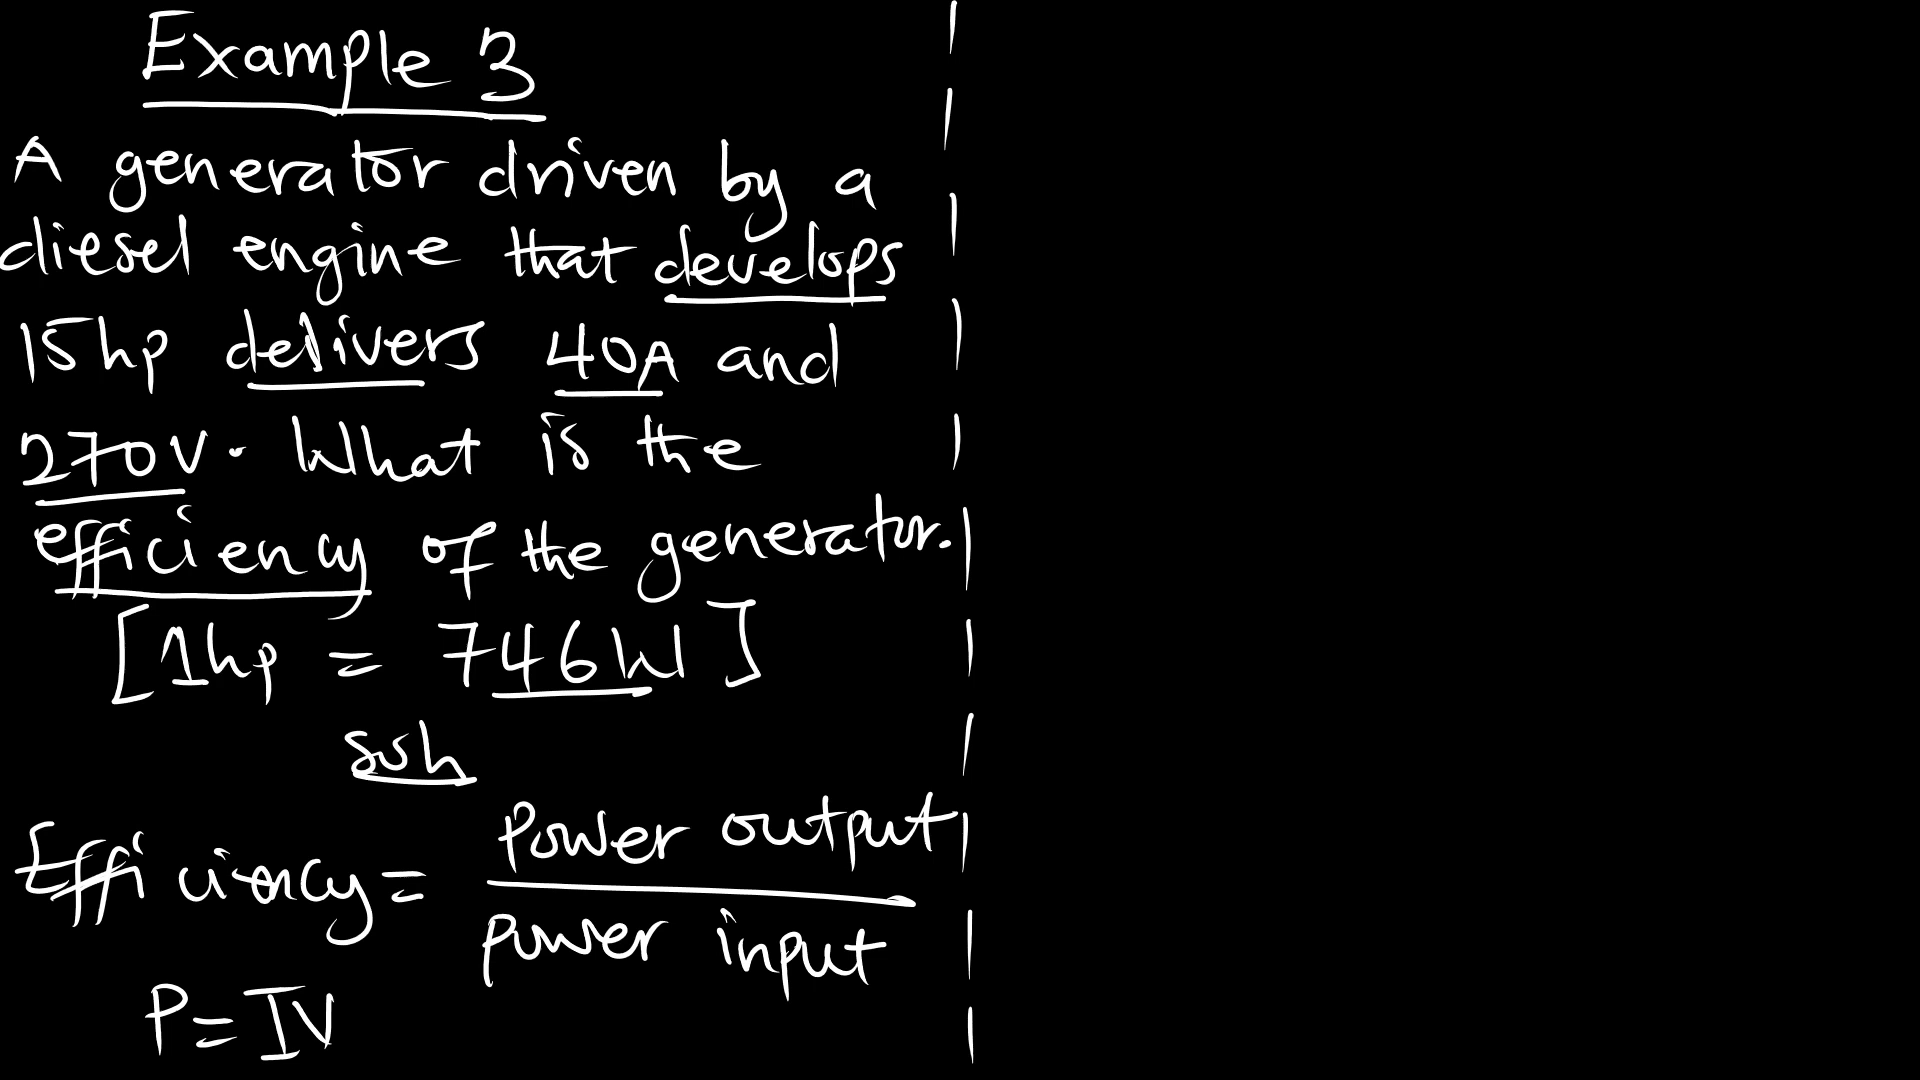 Example 3
A generator driven by a
diesel engine that develops
15hp delivers 40A and
270V. What is the
efficiency of the generator.
[1hp = 746W]
Soln
Efficiency = Power output
power input
P = IV